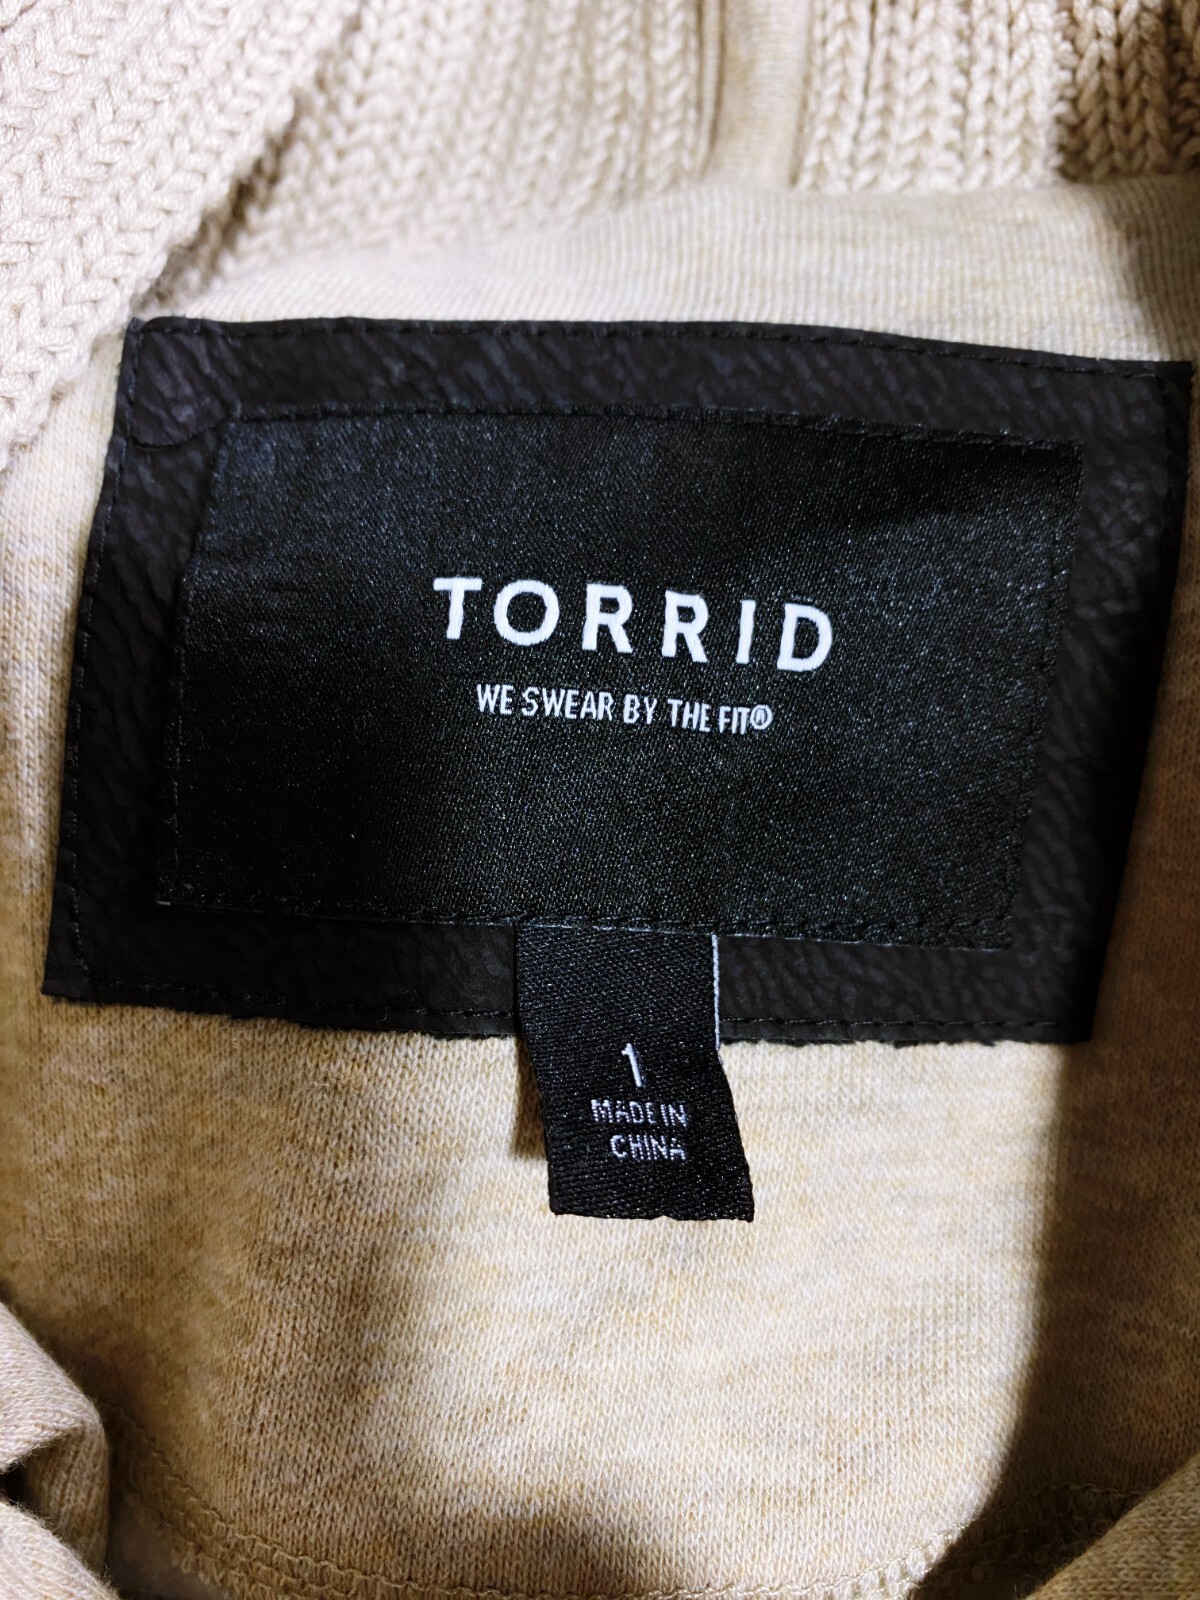 TORRID
WE SWEAR BY THE FIT®
1
MADE IN
CHINA